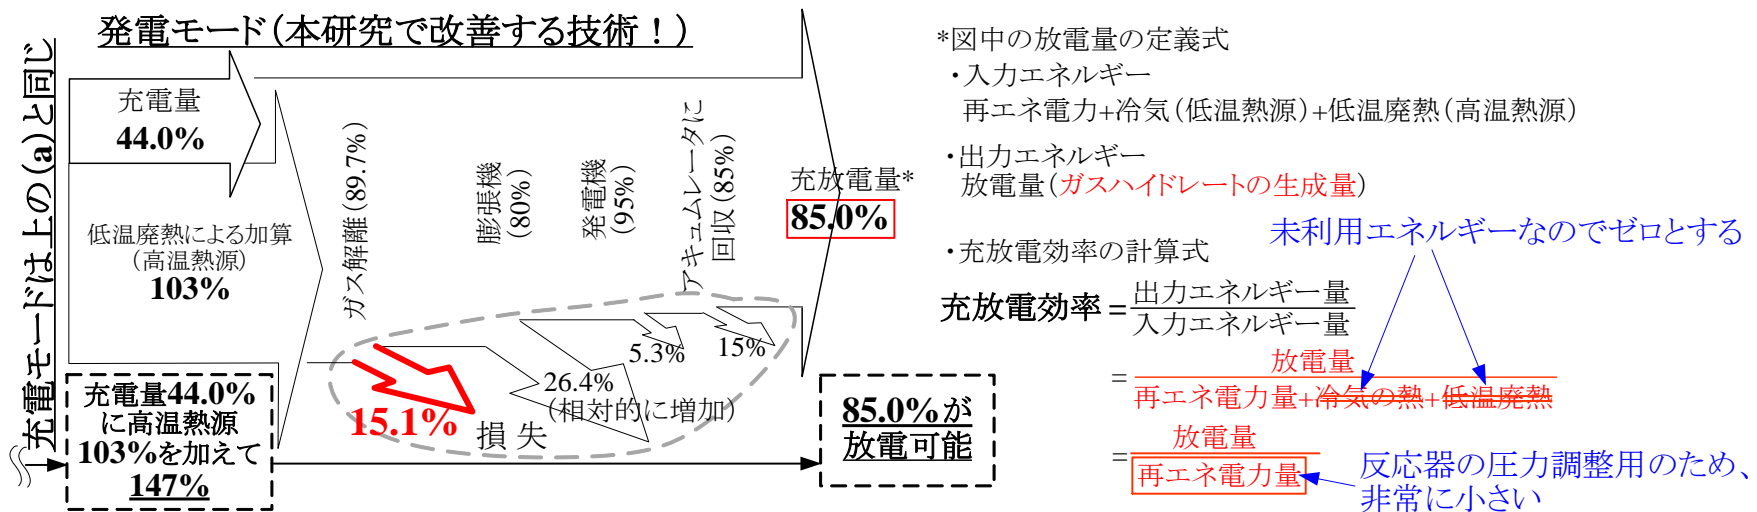 発電モード(本研究で改善する技術！)
充電モードは上の(a)と同じ
充電量
44.0%
低温廃熱による加算
(高温熱源)
103%
ガス解離(89.7%)
膨張機
(80%)
発電機
(95%)
アキュムレータに
回収(85%)
充放電量*
85.0%
15.1%
損 失
26.4%
(相対的に増加)
5.3%
15%
充電量44.0%
に高温熱源
103%を加えて
147%
85.0%が
放電可能
*図中の放電量の定義式
・入力エネルギー
再エネ電力+冷気(低温熱源)+低温廃熱(高温熱源)
・出力エネルギー
放電量(ガスハイドレートの生成量)
未利用エネルギーなのでゼロとする
・充放電効率の計算式
充放電効率=出力エネルギー量
入力エネルギー量
=放電量
再エネ電力量+冷気の熱+低温廃熱
=放電量
再エネ電力量
反応器の圧力調整用のため、
非常に小さい